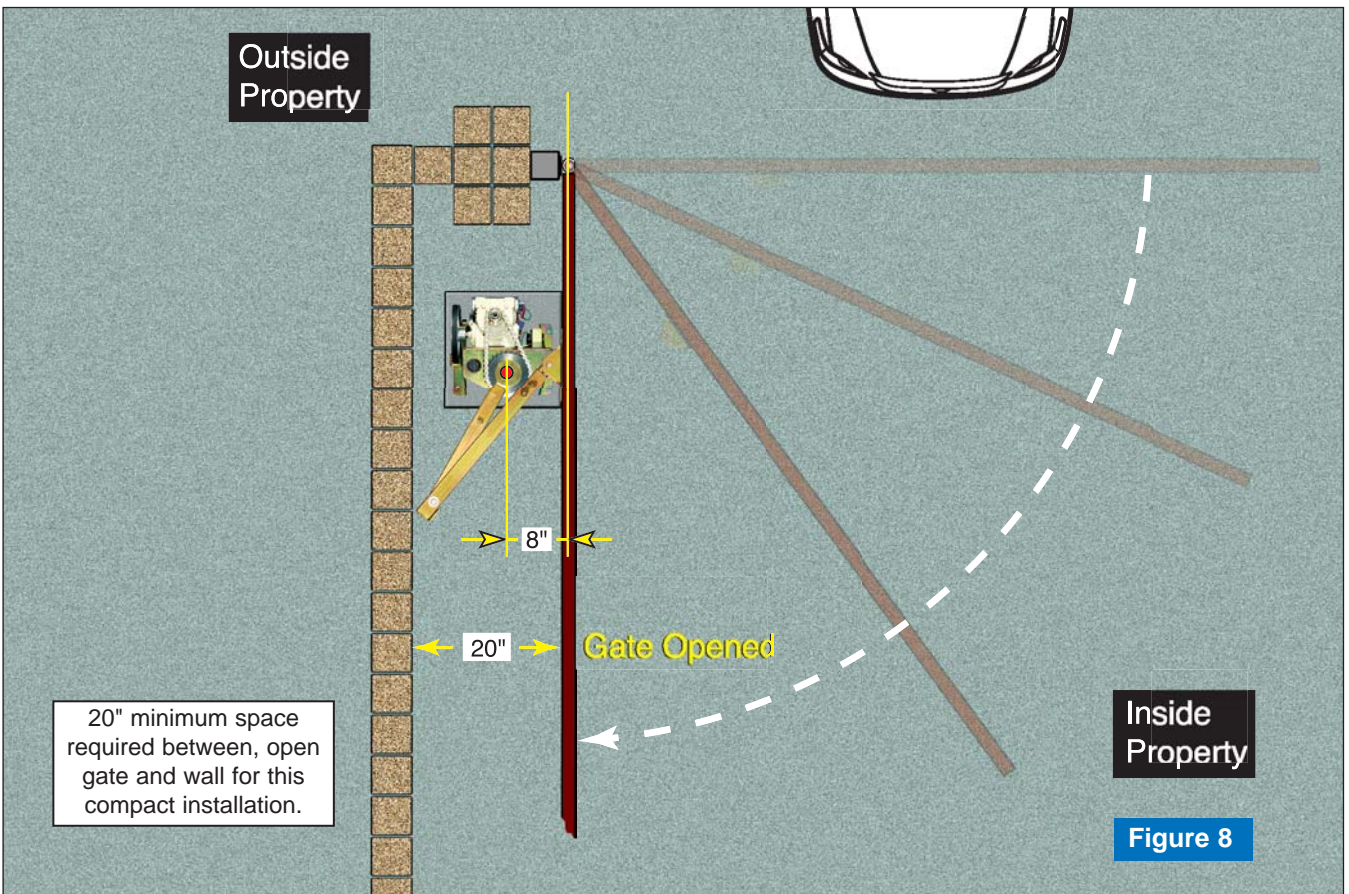 Outside
Property
8"
20"
Gate Opened
20" minimum space
required between, open
gate and wall for this
compact installation.
Inside
Property
Figure 8